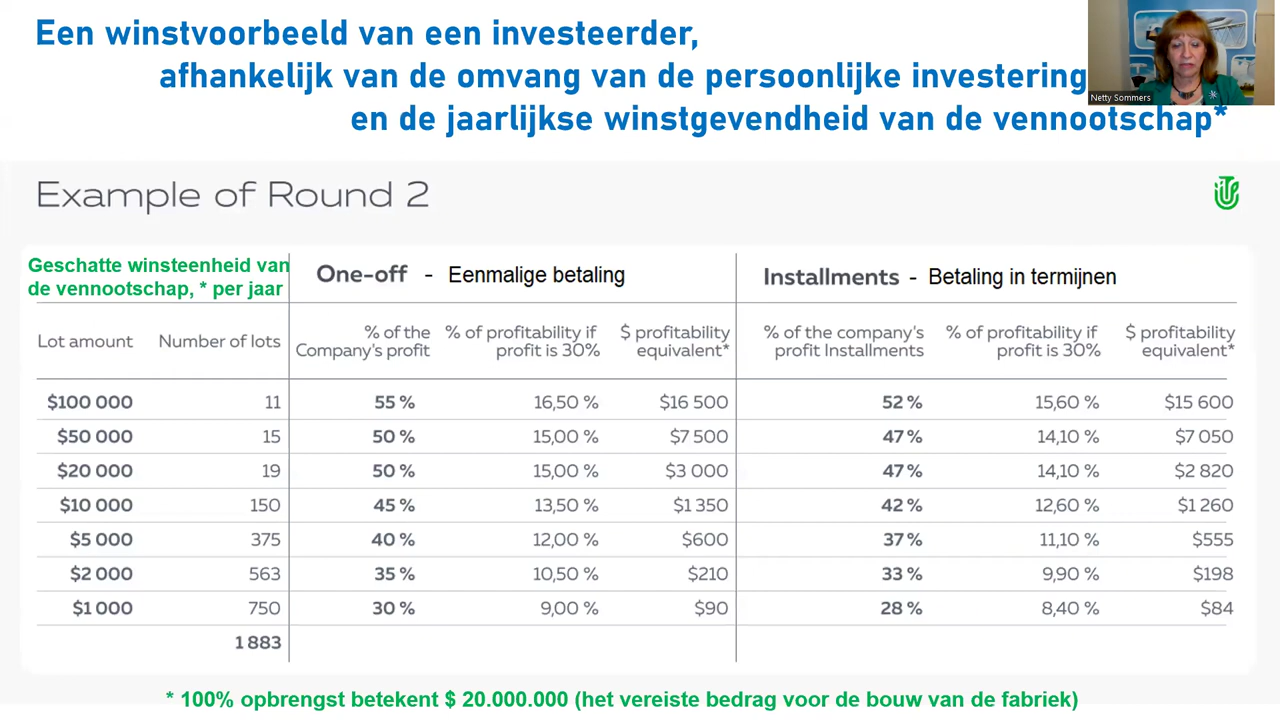 Een winstvoorbeeld van een investeerder,
afhankelijk van de omvang van de persoonlijke investering
Netty Sommers
en de jaarlijkse winstgevendheid van de vennootschap*
Example of Round 2
Geschatte winsteenheid van
de vennootschap, * per jaar
One-off - Eenmalige betaling
Installments - Betaling in termijnen
Lot amount Number of lots % of the Company's profit % of profitability if profit is 30% $ profitability equivalent* % of the company's profit Installments % of profitability if profit is 30% $ profitability equivalent*
$100 000 11 55 % 16,50 % $16 500 52 % 15,60 % $15 600
$50 000 15 50 % 15,00 % $7 500 47 % 14,10 % $7 050
$20 000 19 50 % 15,00 % $3 000 47 % 14,10 % $2 820
$10 000 150 45 % 13,50 % $1 350 42 % 12,60 % $1 260
$5 000 375 40 % 12,00 % $600 37 % 11,10 % $555
$2 000 563 35 % 10,50 % $210 33 % 9,90 % $198
$1 000 750 30 % 9,00 % $90 28 % 8,40 % $84
1 883
* 100% opbrengst betekent $ 20.000.000 (het vereiste bedrag voor de bouw van de fabriek)